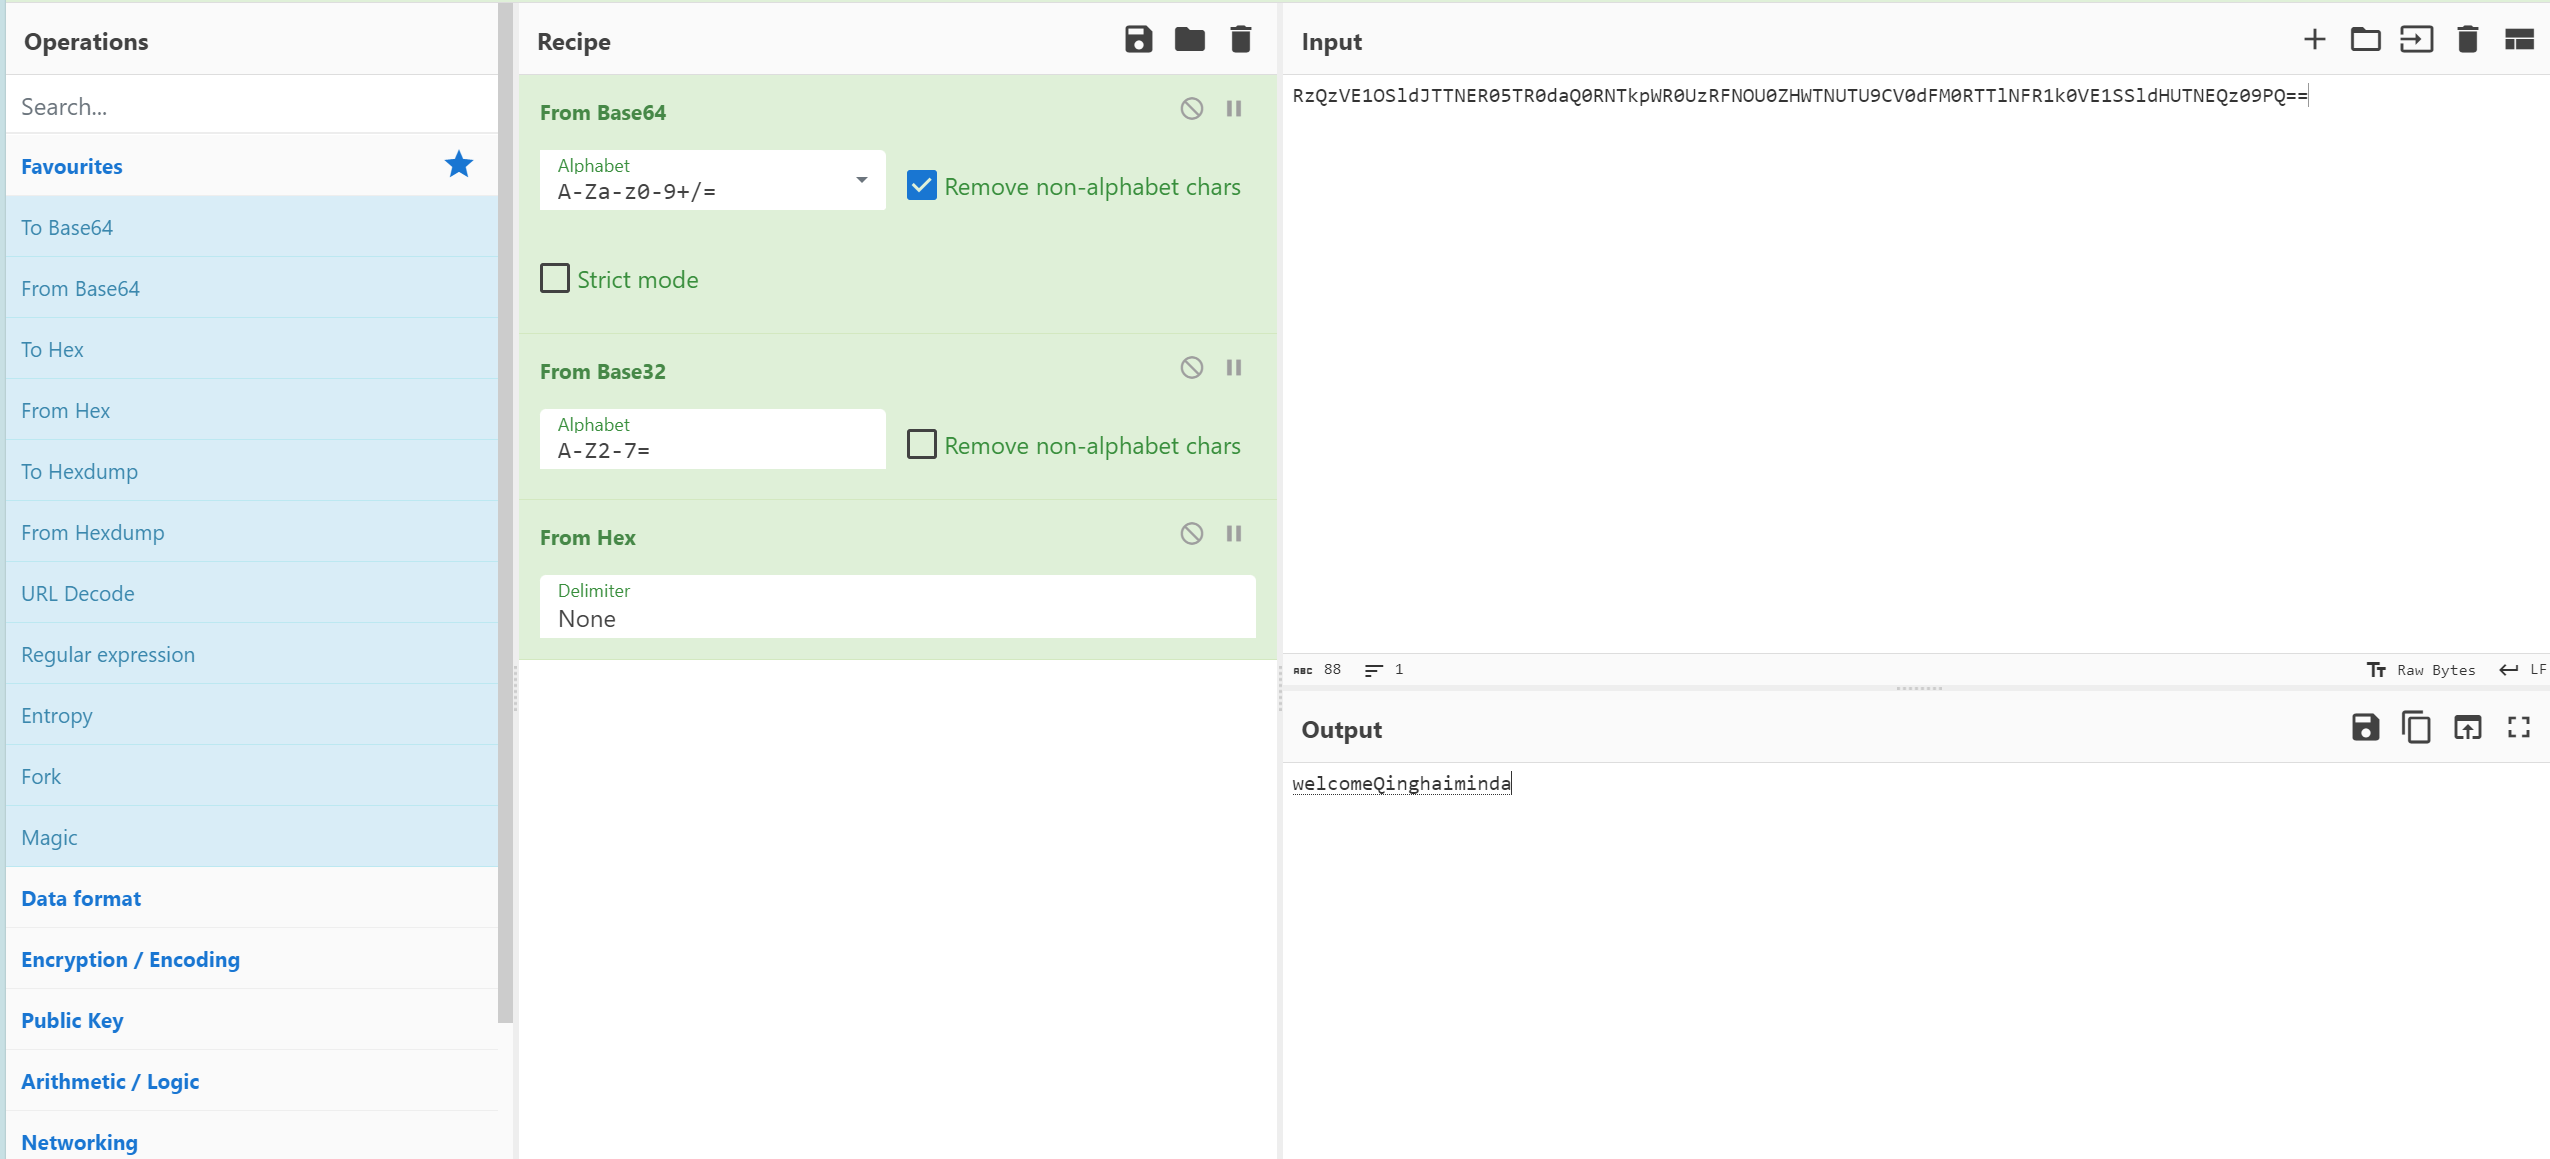 Operations
Search...
Favourites
To Base64
From Base64
To Hex
From Hex
To Hexdump
From Hexdump
URL Decode
Regular expression
Entropy
Fork
Magic
Data format
Encryption / Encoding
Public Key
Arithmetic / Logic
Networking
Recipe
From Base64
Alphabet
A-Za-z0-9+/=
Remove non-alphabet chars
Strict mode
From Base32
Alphabet
A-Z2-7=
Remove non-alphabet chars
From Hex
Delimiter
None
Input
RzQzVE1OSldJTTNER05TR0daQ0RNTkpWR0UzRFNOU0ZHWTNUTU9CV0dFM0RTTlNFR1k0VE1SSldHUTNEQz09PQ==
ABC 88 1
Raw Bytes LF
Output
welcomeQinghaiminda